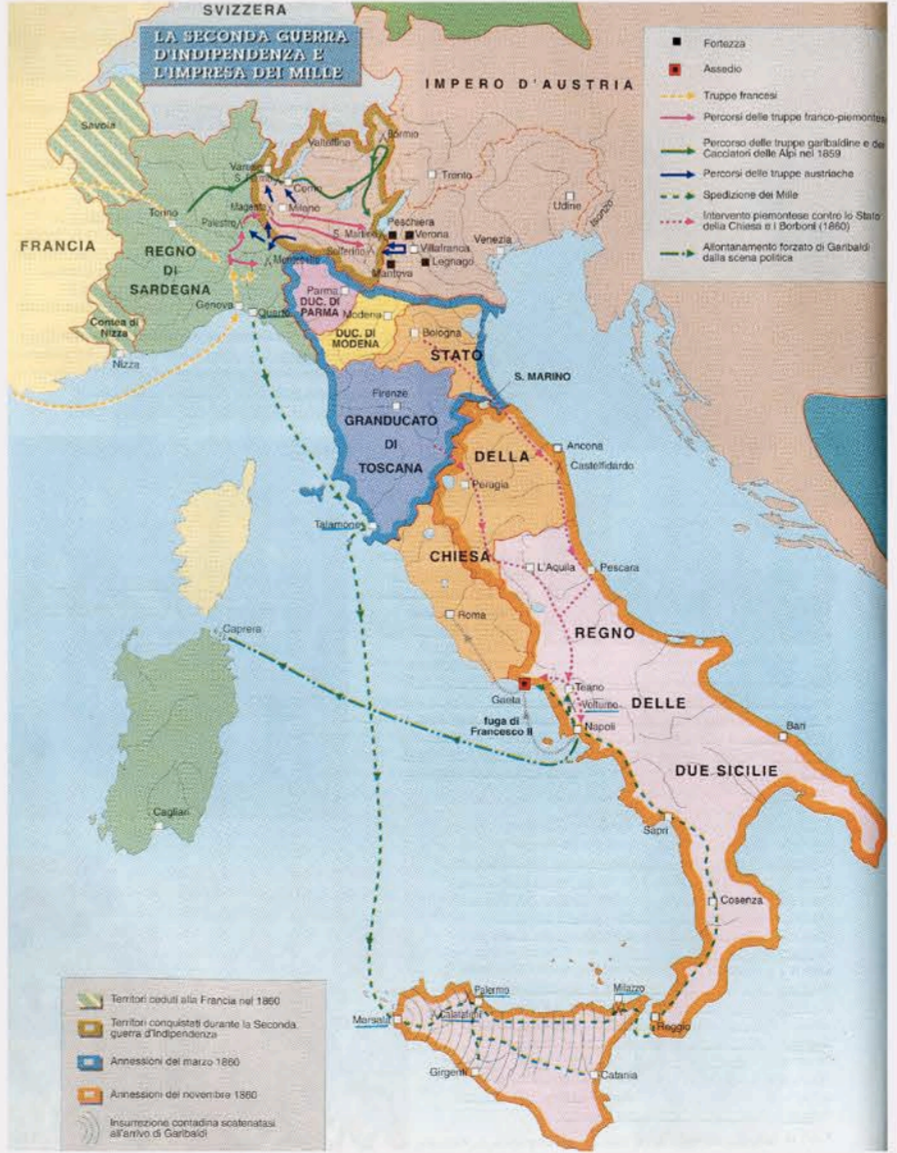 SVIZZERA
LA SECONDA GUERRA
D'INDIPENDENZA E
L'IMPRESA DEI MILLE
IMPERO D'AUSTRIA
Fortezza
Assedio
Truppe francesi
Percorsi delle truppe franco-piemontes
Percorso delle truppe garibaldine e dei
Cacciatori delle Alpi nel 1859
Percorsi delle truppe austriache
Spedizione dei Mille
Intervento piemontese contro lo Stato
della Chiesa e i Borboni (1860)
Allontanamento forzato di Garibaldi
dalla scena politica
Savoia
Valtellina
Bormio
Varese
Como
Trento
Udine
Isonzo
Magenta
Milano
Torino
Palestro
Peschiera
S. Martino
Verona
Solferino
Villafranca
Venezia
Legnago
Mantova
Montebello
FRANCIA
REGNO
DI
SARDEGNA
Parma
DUC. DI
PARMA
Modena
DUC. DI
MODENA
Genova
Quarto
Contea di
Nizza
Nizza
Bologna
STATO
S. MARINO
Firenze
GRANDUCATO
DI
TOSCANA
DELLA
Ancona
Castelfidardo
Perugia
Talamone
CHIESA
L'Aquila
Pescara
Roma
REGNO
Caprera
Teano
Gaeta
Volturno
DELLE
fuga di
Francesco II
Napoli
Bari
DUE SICILIE
Cagliari
Sapri
Cosenza
Palermo
Milazzo
Marsala
Calatafimi
Reggio
Girgenti
Catania
Territori ceduti alla Francia nel 1860
Territori conquistati durante la Seconda
guerra d'Indipendenza
Annessioni del marzo 1860
Annessioni del novembre 1860
Insurrezione contadina scatenatasi
all'arrivo di Garibaldi